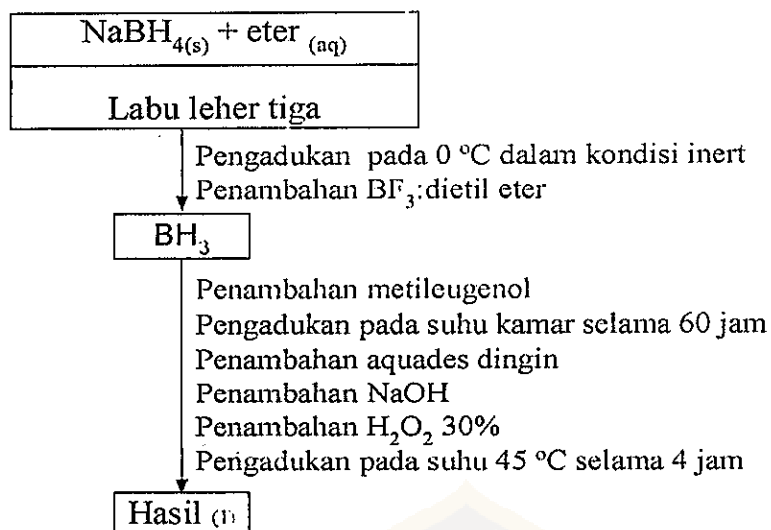 NaBH4(s) + eter (aq)
Labu leher tiga
Pengadukan pada 0 ºC dalam kondisi inert
Penambahan BF3:dietil eter
BH3
Penambahan metileugenol
Pengadukan pada suhu kamar selama 60 jam
Penambahan aquades dingin
Penambahan NaOH
Penambahan H2O2 30%
Pengadukan pada suhu 45 ºC selama 4 jam
Hasil